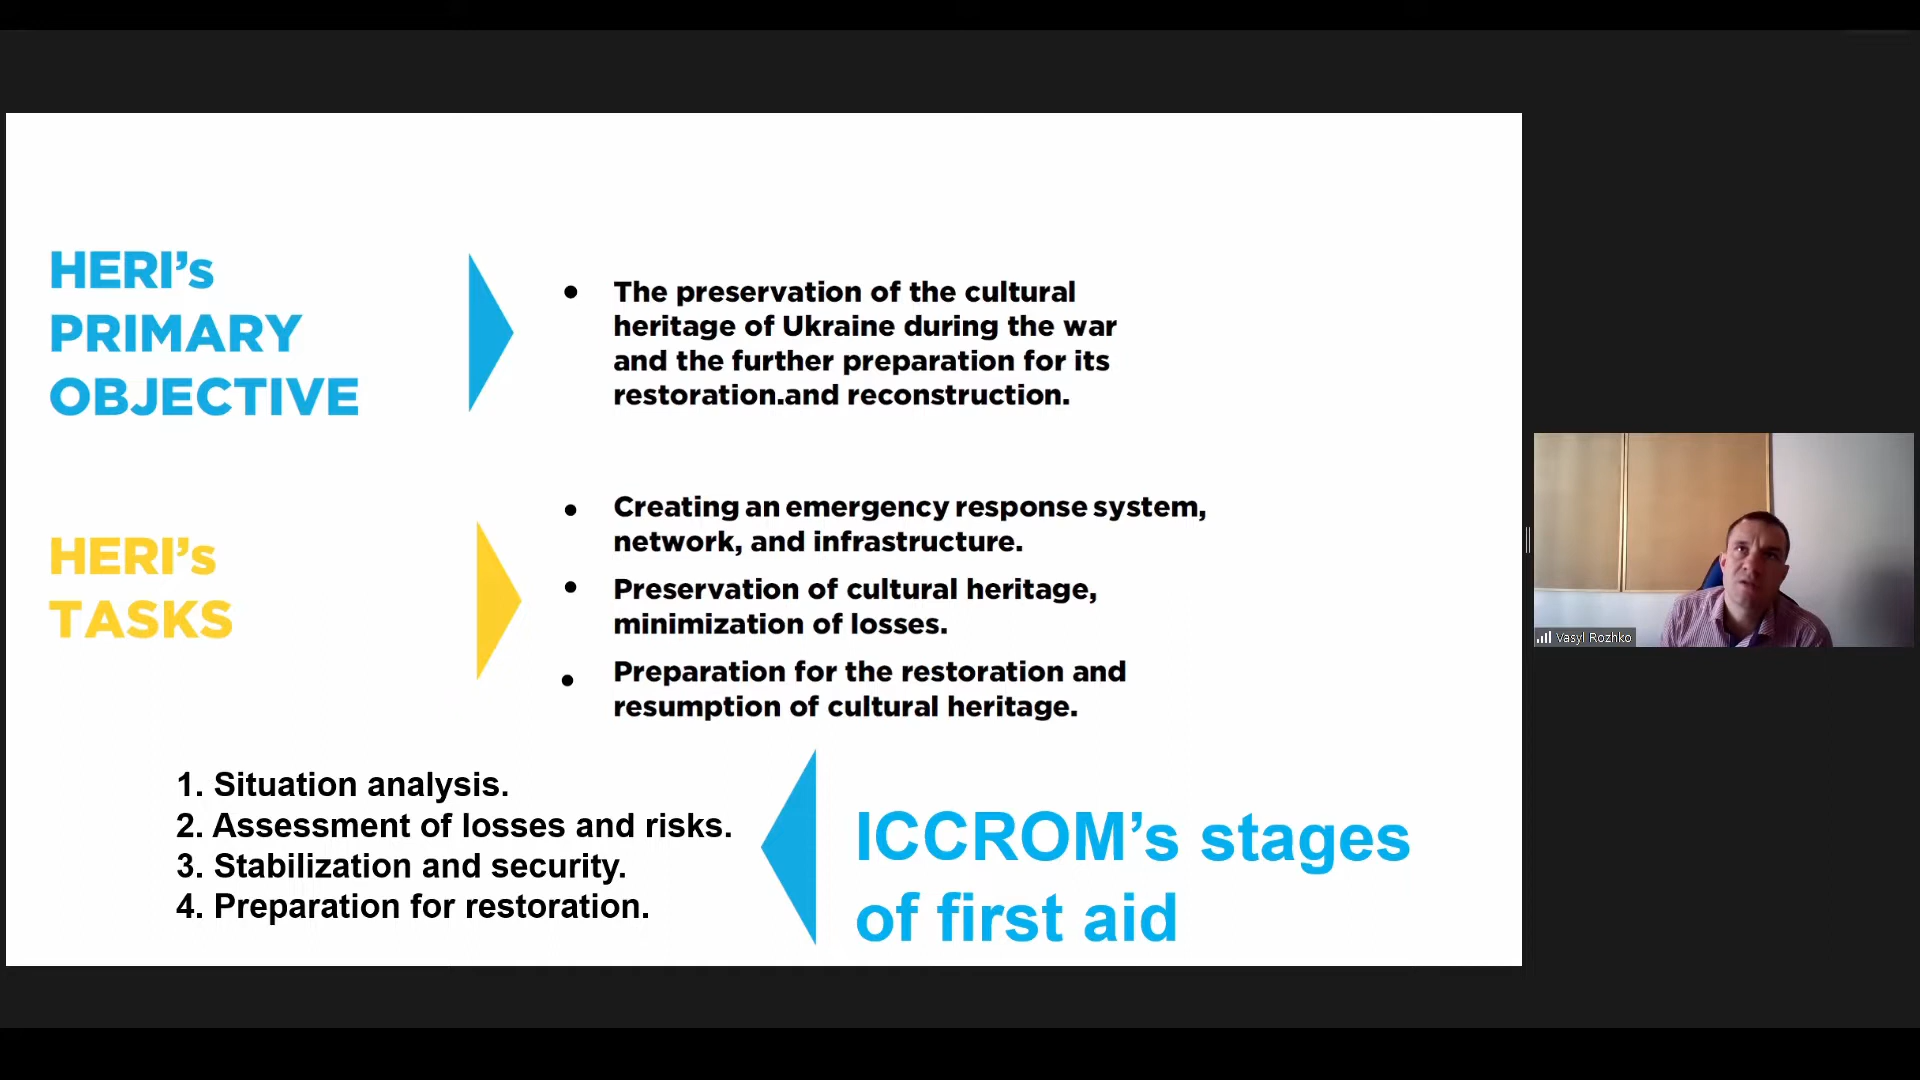 HERI’s
PRIMARY
OBJECTIVE
● The preservation of the cultural
heritage of Ukraine during the war
and the further preparation for its
restoration.and reconstruction.
HERI’s
TASKS
● Creating an emergency response system,
network, and infrastructure.
● Preservation of cultural heritage,
minimization of losses.
● Preparation for the restoration and
resumption of cultural heritage.
1. Situation analysis.
2. Assessment of losses and risks.
3. Stabilization and security.
4. Preparation for restoration.
ICCROM’s stages
of first aid
Vasyl Rozhko